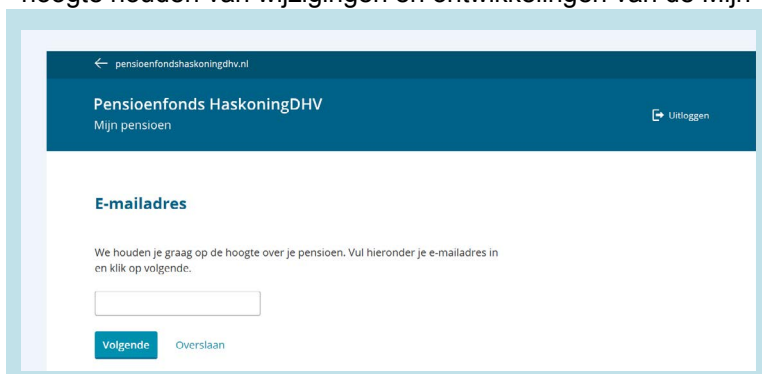 hoogte houden van wijzigingen en ontwikkelingen van de Mijn
← pensioenfondshaskoningdhv.nl
Pensioenfonds HaskoningDHV
Mijn pensioen
Uitloggen
E-mailadres
We houden je graag op de hoogte over je pensioen. Vul hieronder je e-mailadres in
en klik op volgende.
Volgende Overslaan